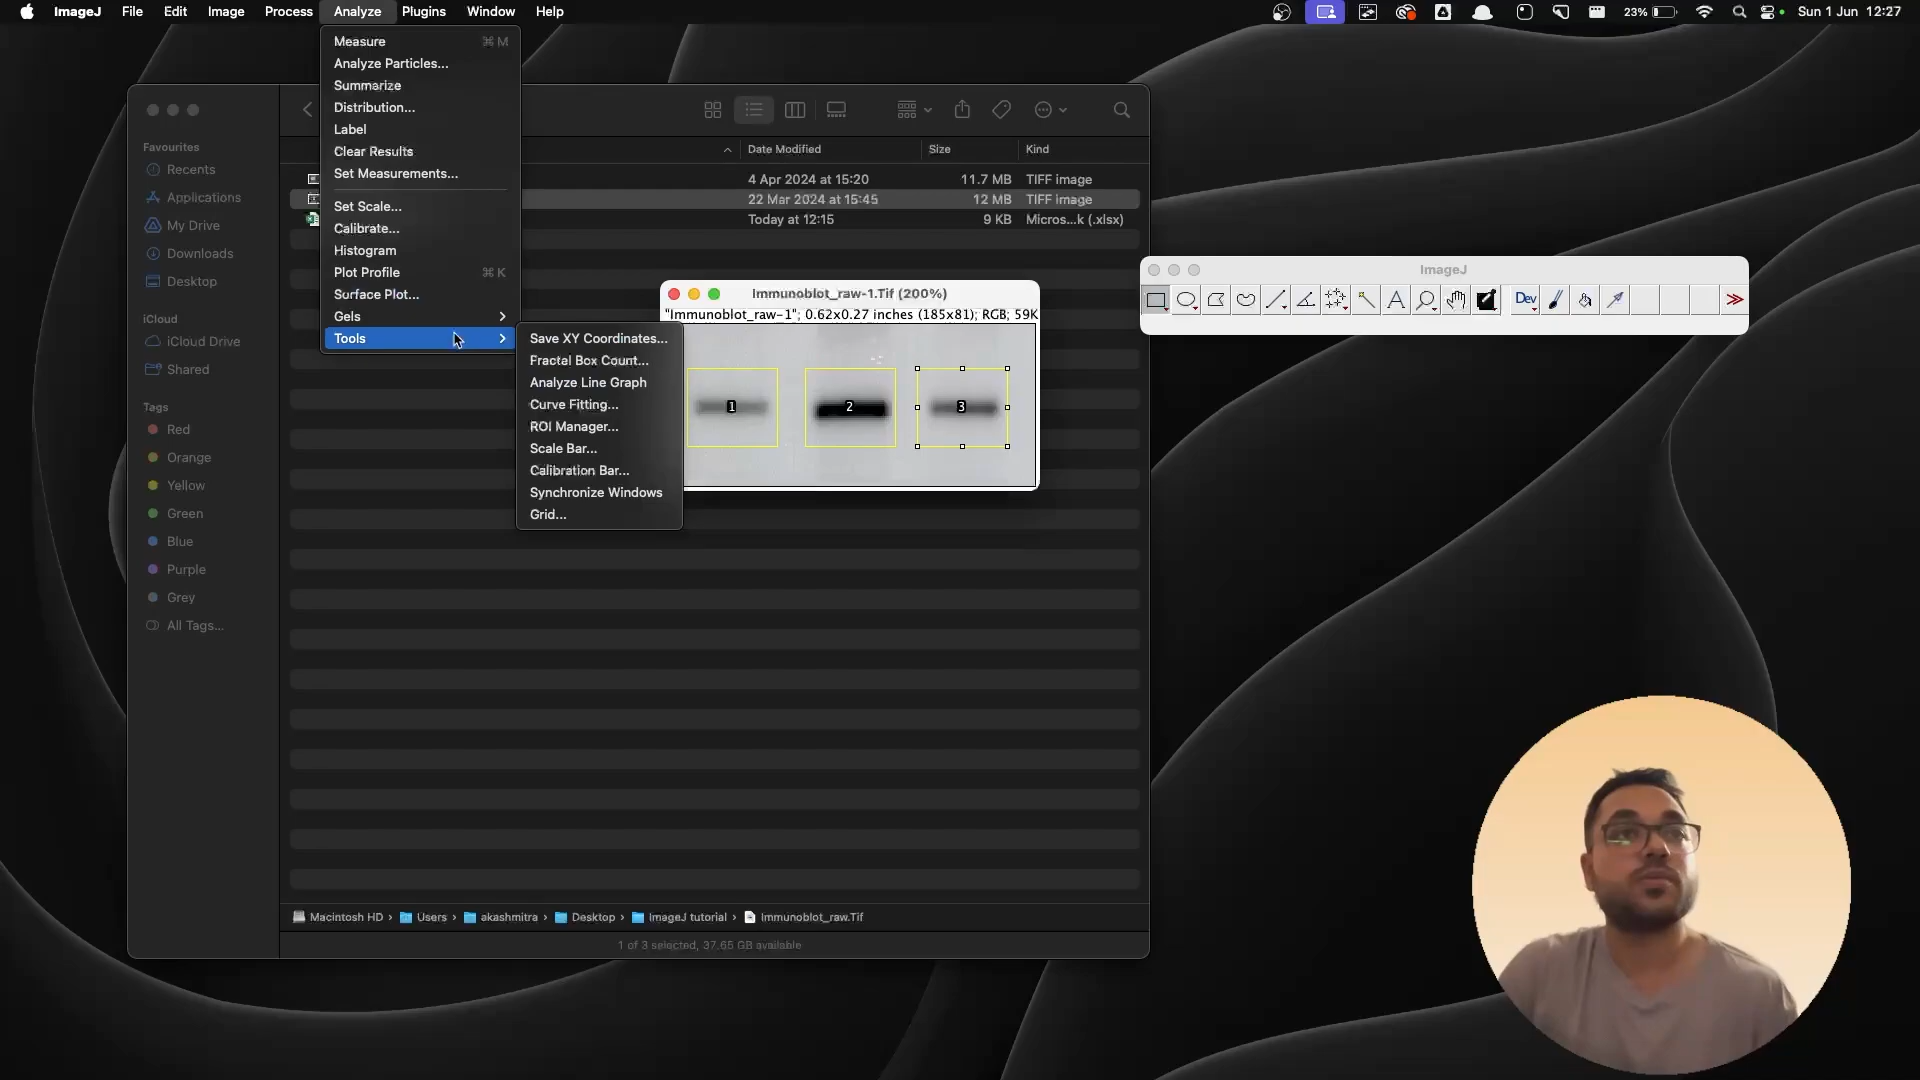 ImageJ File Edit Image Process Analyze Plugins Window Help
23% Sun 1 Jun 12:27
Measure ⌘ M
Analyze Particles...
Summarize
Distribution...
Label
Clear Results
Set Measurements...
Set Scale...
Calibrate...
Histogram
Plot Profile ⌘ K
Surface Plot...
Gels
Tools
Save XY Coordinates...
Fractal Box Count...
Analyze Line Graph
Curve Fitting...
ROI Manager...
Scale Bar...
Calibration Bar...
Synchronize Windows
Grid...
Favourites
Recents
Applications
My Drive
Downloads
Desktop
iCloud
iCloud Drive
Shared
Tags
Red
Orange
Yellow
Green
Blue
Purple
Grey
All Tags...
Date Modified Size Kind
4 Apr 2024 at 15:20 11.7 MB TIFF image
22 Mar 2024 at 15:45 12 MB TIFF image
Today at 12:15 9 KB Micros...k (.xlsx)
Immunoblot_raw-1.Tif (200%)
"Immunoblot_raw-1"; 0.62x0.27 inches (185x81); RGB; 59K
1 2 3
ImageJ
Dev
Macintosh HD › Users › akashmitra › Desktop › ImageJ tutorial › Immunoblot_raw.Tif
1 of 3 selected, 37.65 GB available